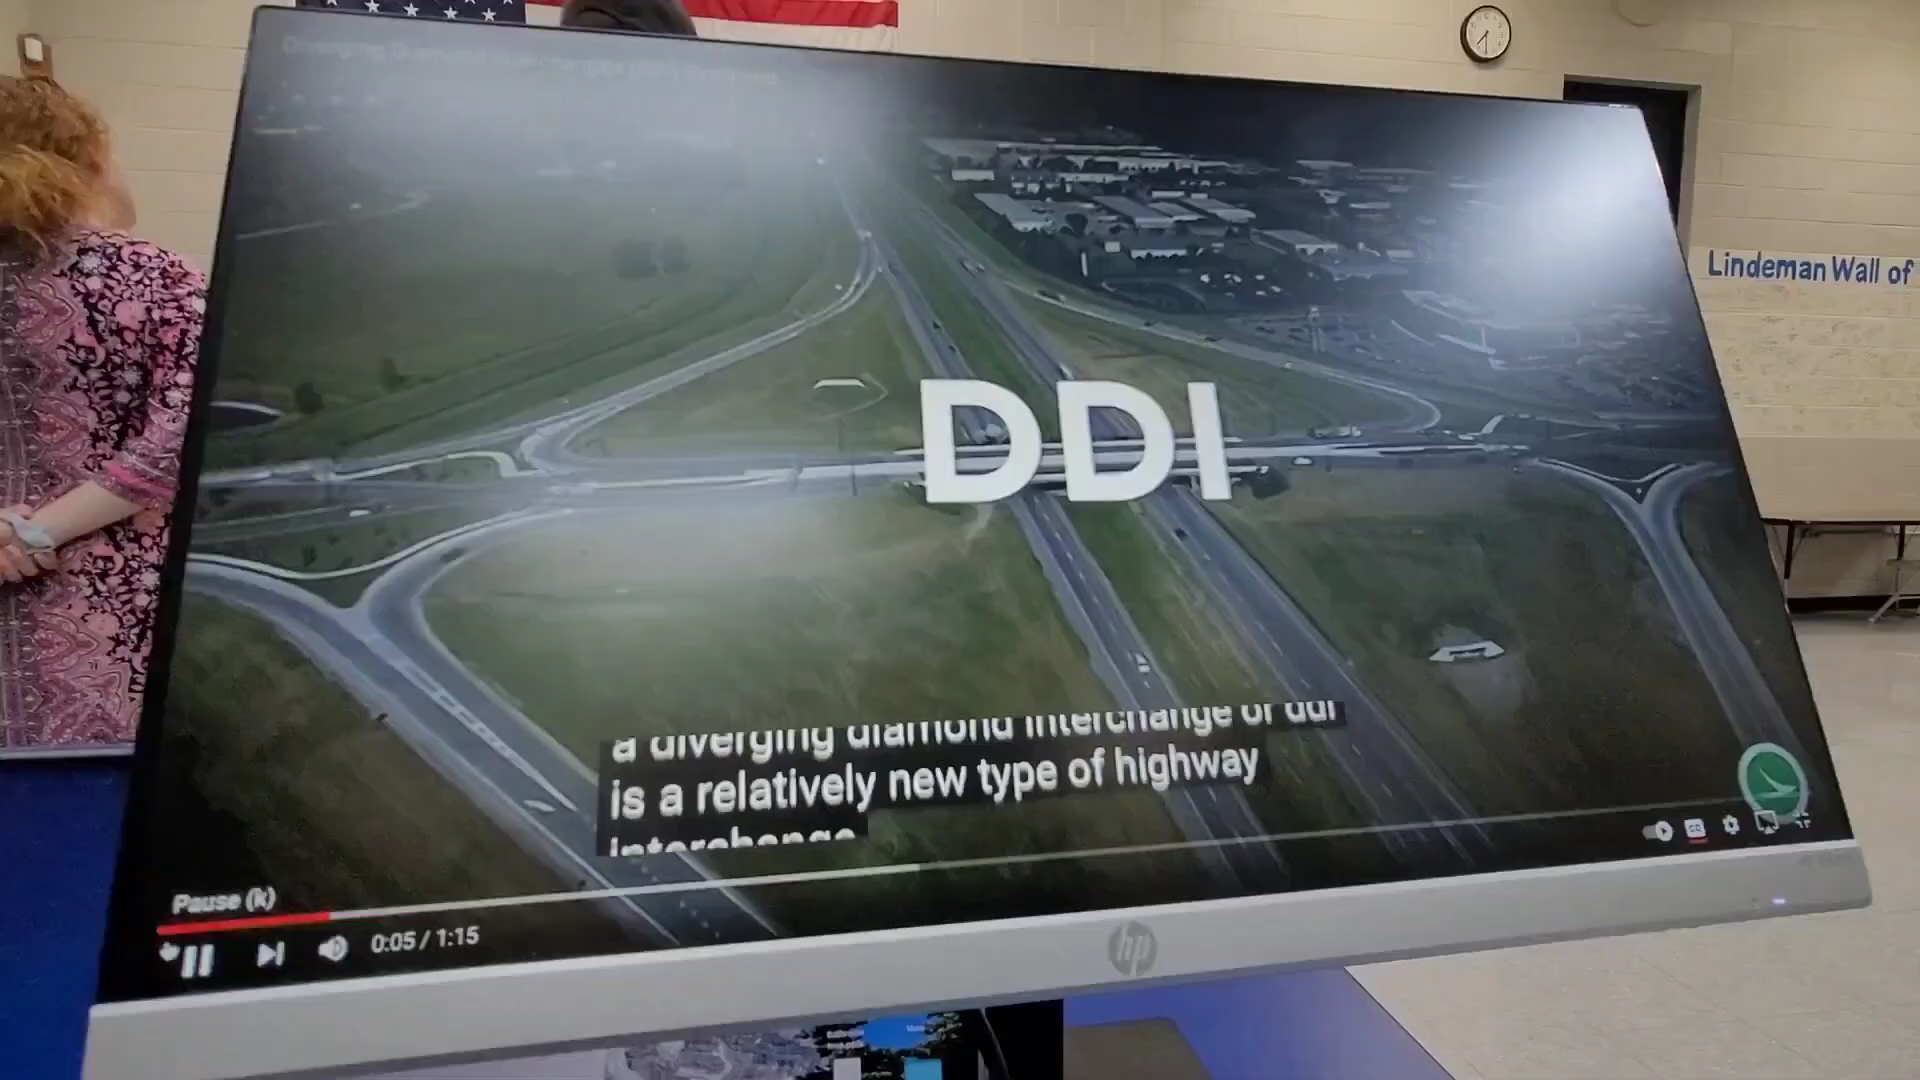 Lindeman Wall of
DDI
a diverging diamond interchange or ddi
is a relatively new type of highway
interchange
Pause (k)
0:05 / 1:15
hp